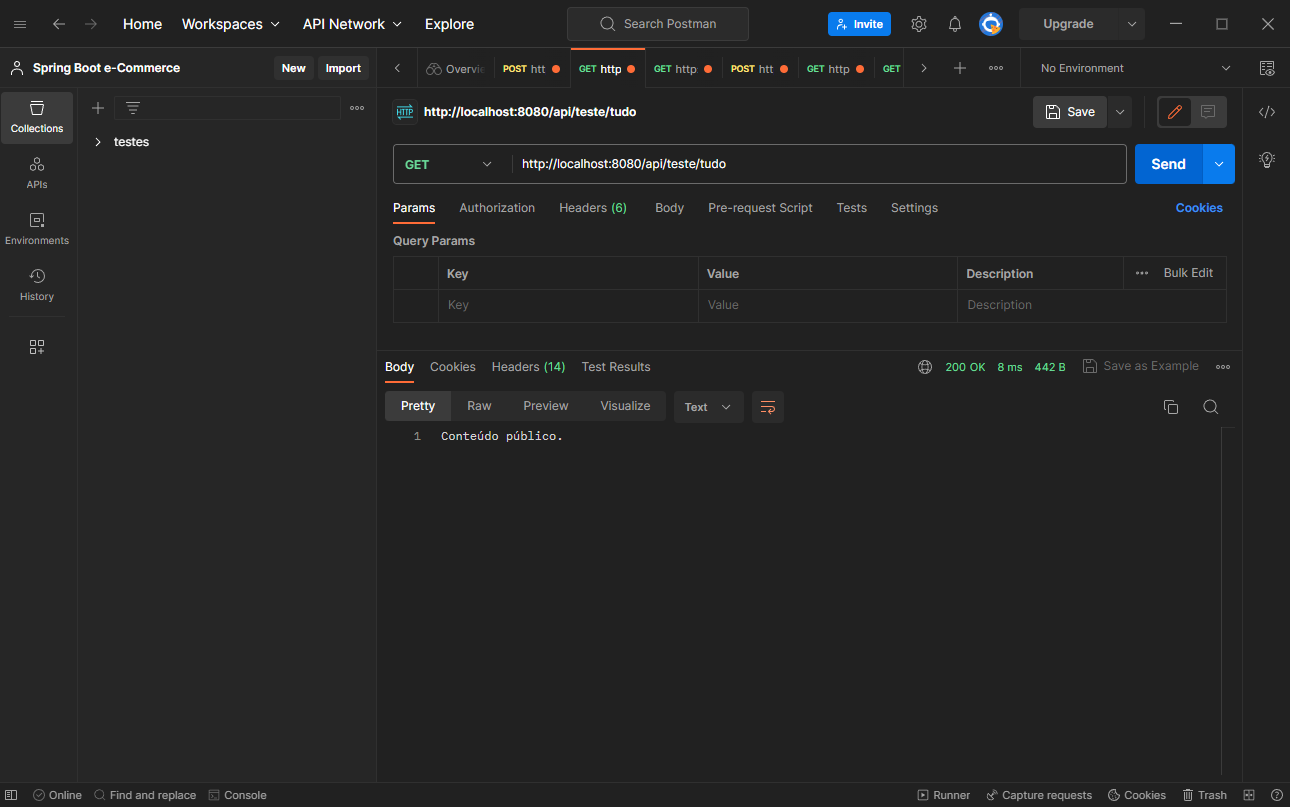 Home Workspaces API Network Explore Search Postman Invite Upgrade
Spring Boot e-Commerce New Import Overvie POST htt GET http GET http POST htt GET http GET No Environment
Collections
APIs
Environments
History
testes
HTTP http://localhost:8080/api/teste/tudo Save
GET http://localhost:8080/api/teste/tudo Send
Params Authorization Headers (6) Body Pre-request Script Tests Settings Cookies
Query Params
Key Value Description Bulk Edit
Key Value Description
Body Cookies Headers (14) Test Results 200 OK 8 ms 442 B Save as Example
Pretty Raw Preview Visualize Text
1 Conteúdo público.
Online Find and replace Console Runner Capture requests Cookies Trash